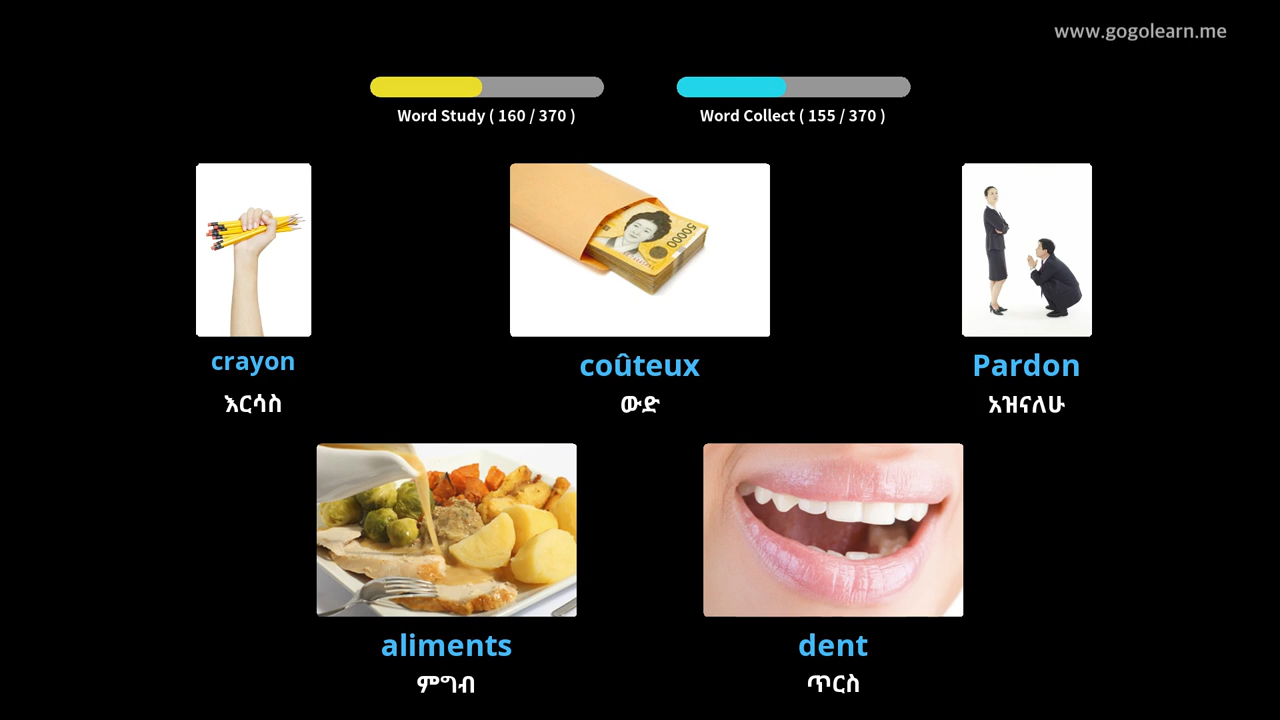 www.gogolearn.me
Word Study ( 160 / 370 )
Word Collect ( 155 / 370 )
50000
crayon
coûteux
Pardon
እርሳስ
ውድ
አዝናለሁ
aliments
dent
ምግብ
ጥርስ